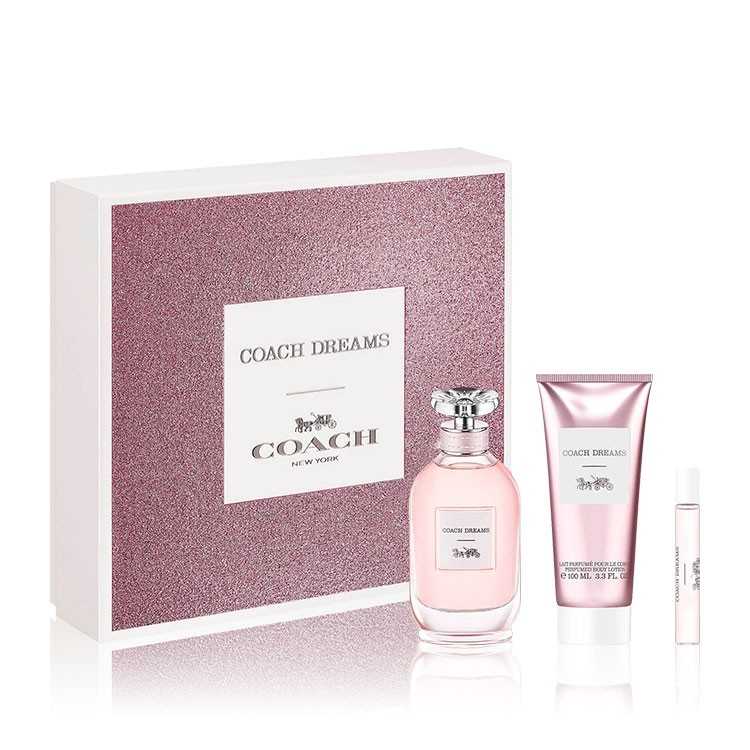 COACH DREAMS
COACH
NEW YORK
COACH DREAMS
COACH DREAMS
LAIT PARFUMÉ POUR LE CORPS
PERFUMED BODY LOTION
e 100 ML 3.3 FL. OZ
COACH DREAMS